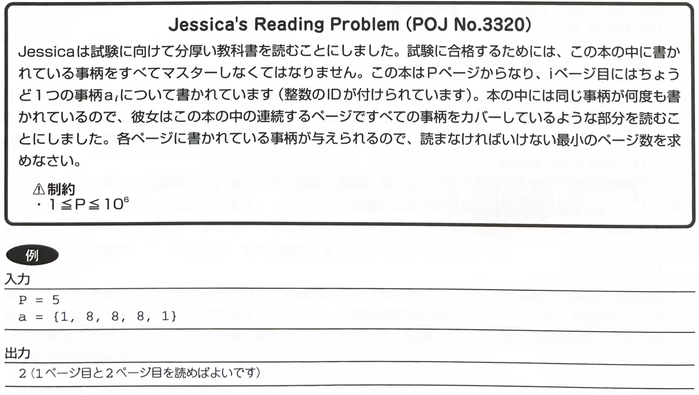 Jessica's Reading Problem (POJ No.3320)
Jessicaは試験に向けて分厚い教科書を読むことにしました。試験に合格するためには、この本の中に書か
れている事柄をすべてマスターしなくてはなりません。この本はPページからなり、iページ目にはちょう
ど1つの事柄aᵢについて書かれています（整数のIDが付けられています）。本の中には同じ事柄が何度も書
かれているので、彼女はこの本の中の連続するページですべての事柄をカバーしているような部分を読むこ
とにしました。各ページに書かれている事柄が与えられるので、読まなければいけない最小のページ数を求
めなさい。
⚠制約
・1≦P≦10⁶
例
入力
P = 5
a = {1, 8, 8, 8, 1}
出力
2（1ページ目と2ページ目を読めばよいです）